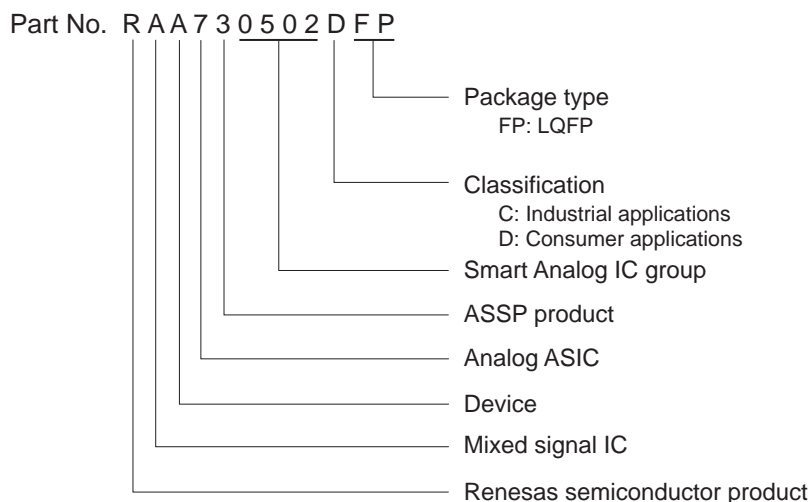 Part No. R A A 7 3 0 5 0 2 D F P
Package type
FP: LQFP
Classification
C: Industrial applications
D: Consumer applications
Smart Analog IC group
ASSP product
Analog ASIC
Device
Mixed signal IC
Renesas semiconductor product